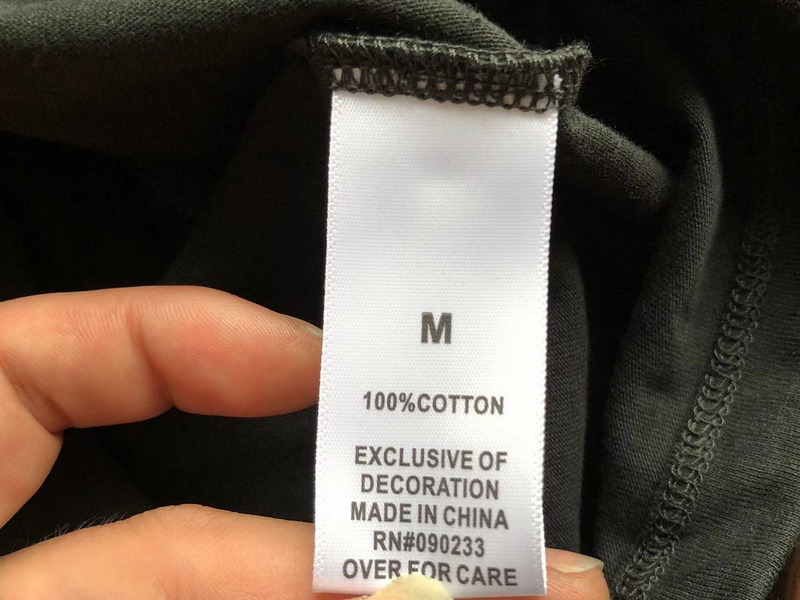 M
100%COTTON
EXCLUSIVE OF
DECORATION
MADE IN CHINA
RN#090233
OVER FOR CARE